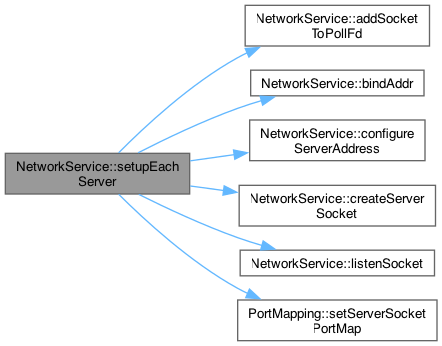 NetworkService::setupEach
Server
NetworkService::addSocket
ToPollFd
NetworkService::bindAddr
NetworkService::configure
ServerAddress
NetworkService::createServer
Socket
NetworkService::listenSocket
PortMapping::setServerSocket
PortMap